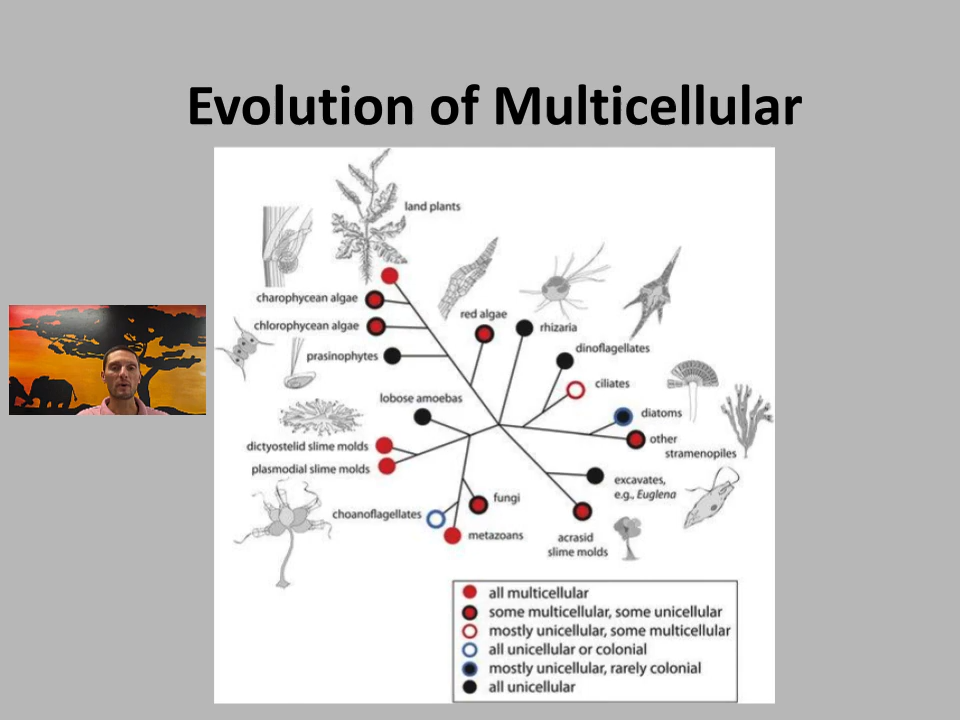 Evolution of Multicellular
land plants
charophycean algae
red algae
chlorophycean algae
rhizaria
prasinophytes
dinoflagellates
ciliates
lobose amoebas
diatoms
dictyostelid slime molds
other
stramenopiles
plasmodial slime molds
excavates,
e.g., Euglena
fungi
choanoflagellates
metazoans
acrasid
slime molds
all multicellular
some multicellular, some unicellular
mostly unicellular, some multicellular
all unicellular or colonial
mostly unicellular, rarely colonial
all unicellular